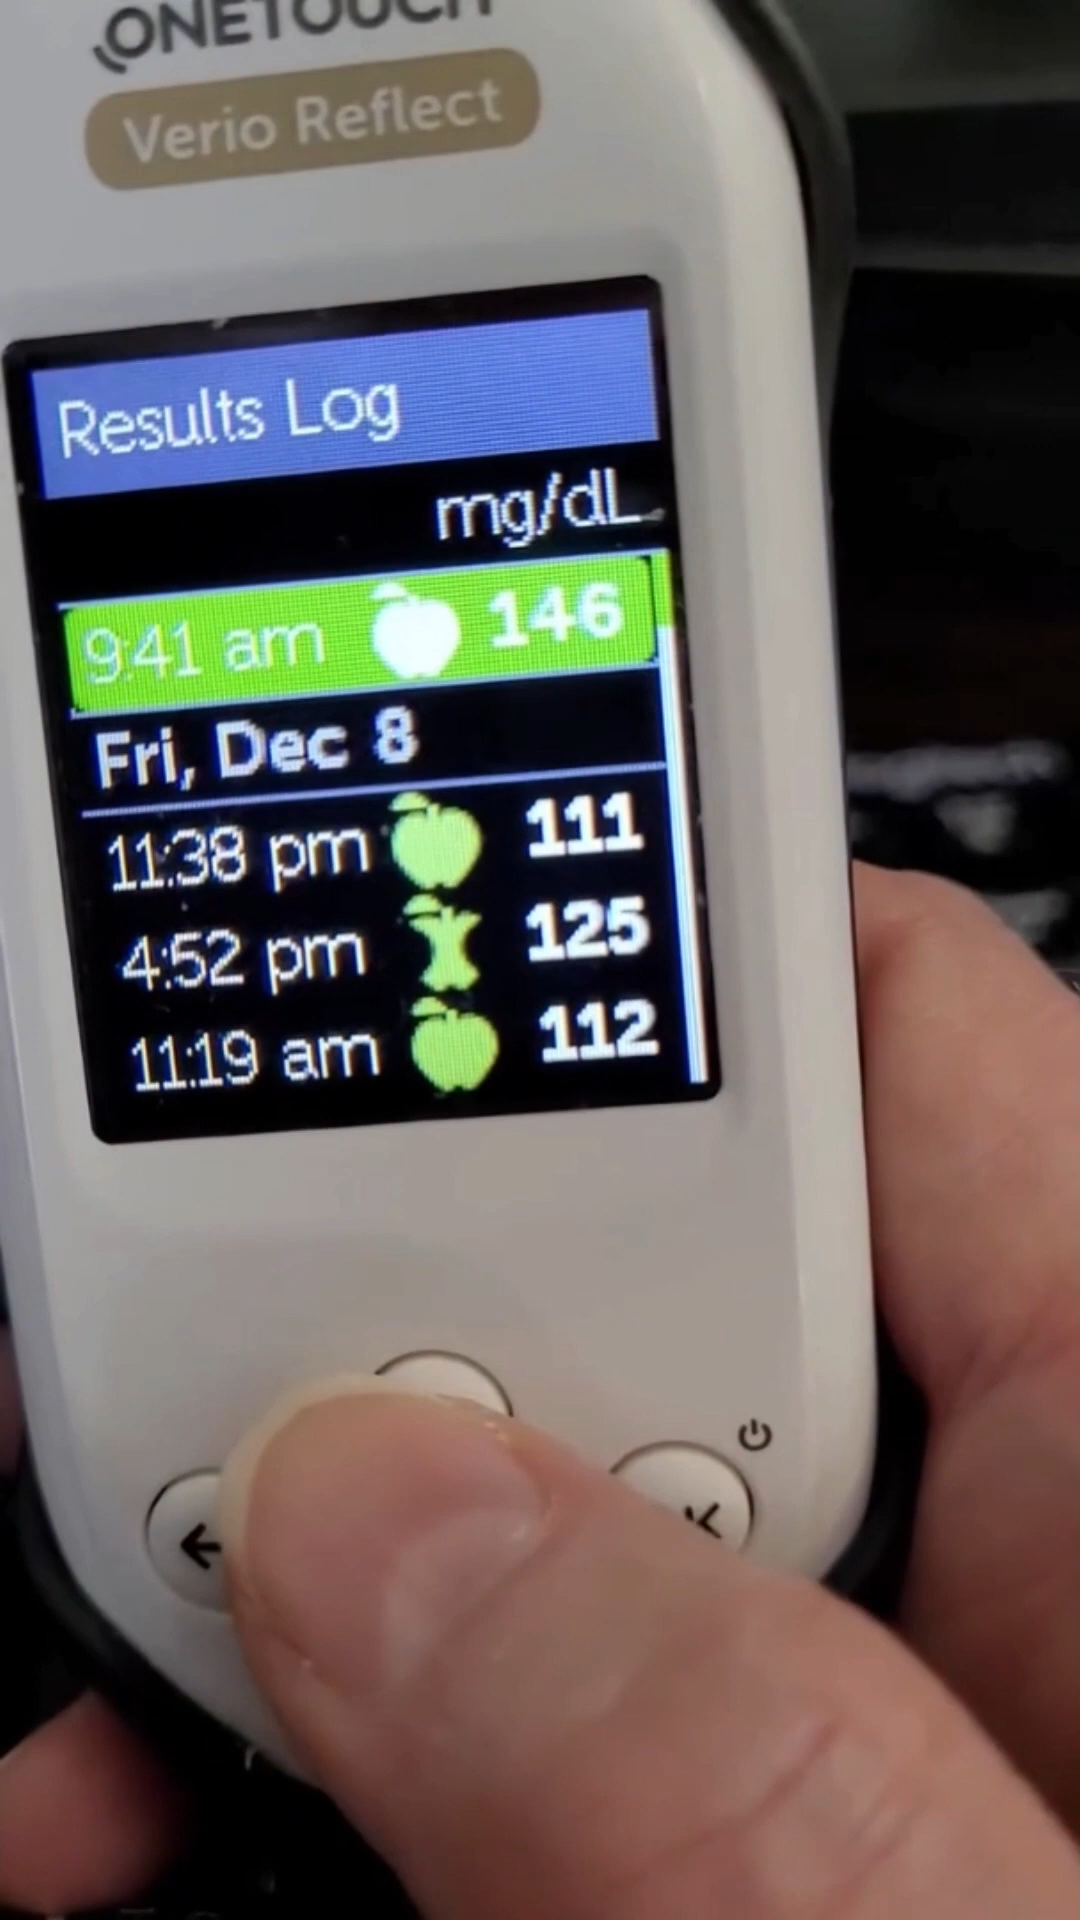 ONETOUCH
Verio Reflect
Results Log
mg/dL
9:41 am 146
Fri, Dec 8
11:38 pm 111
4:52 pm 125
11:19 am 112